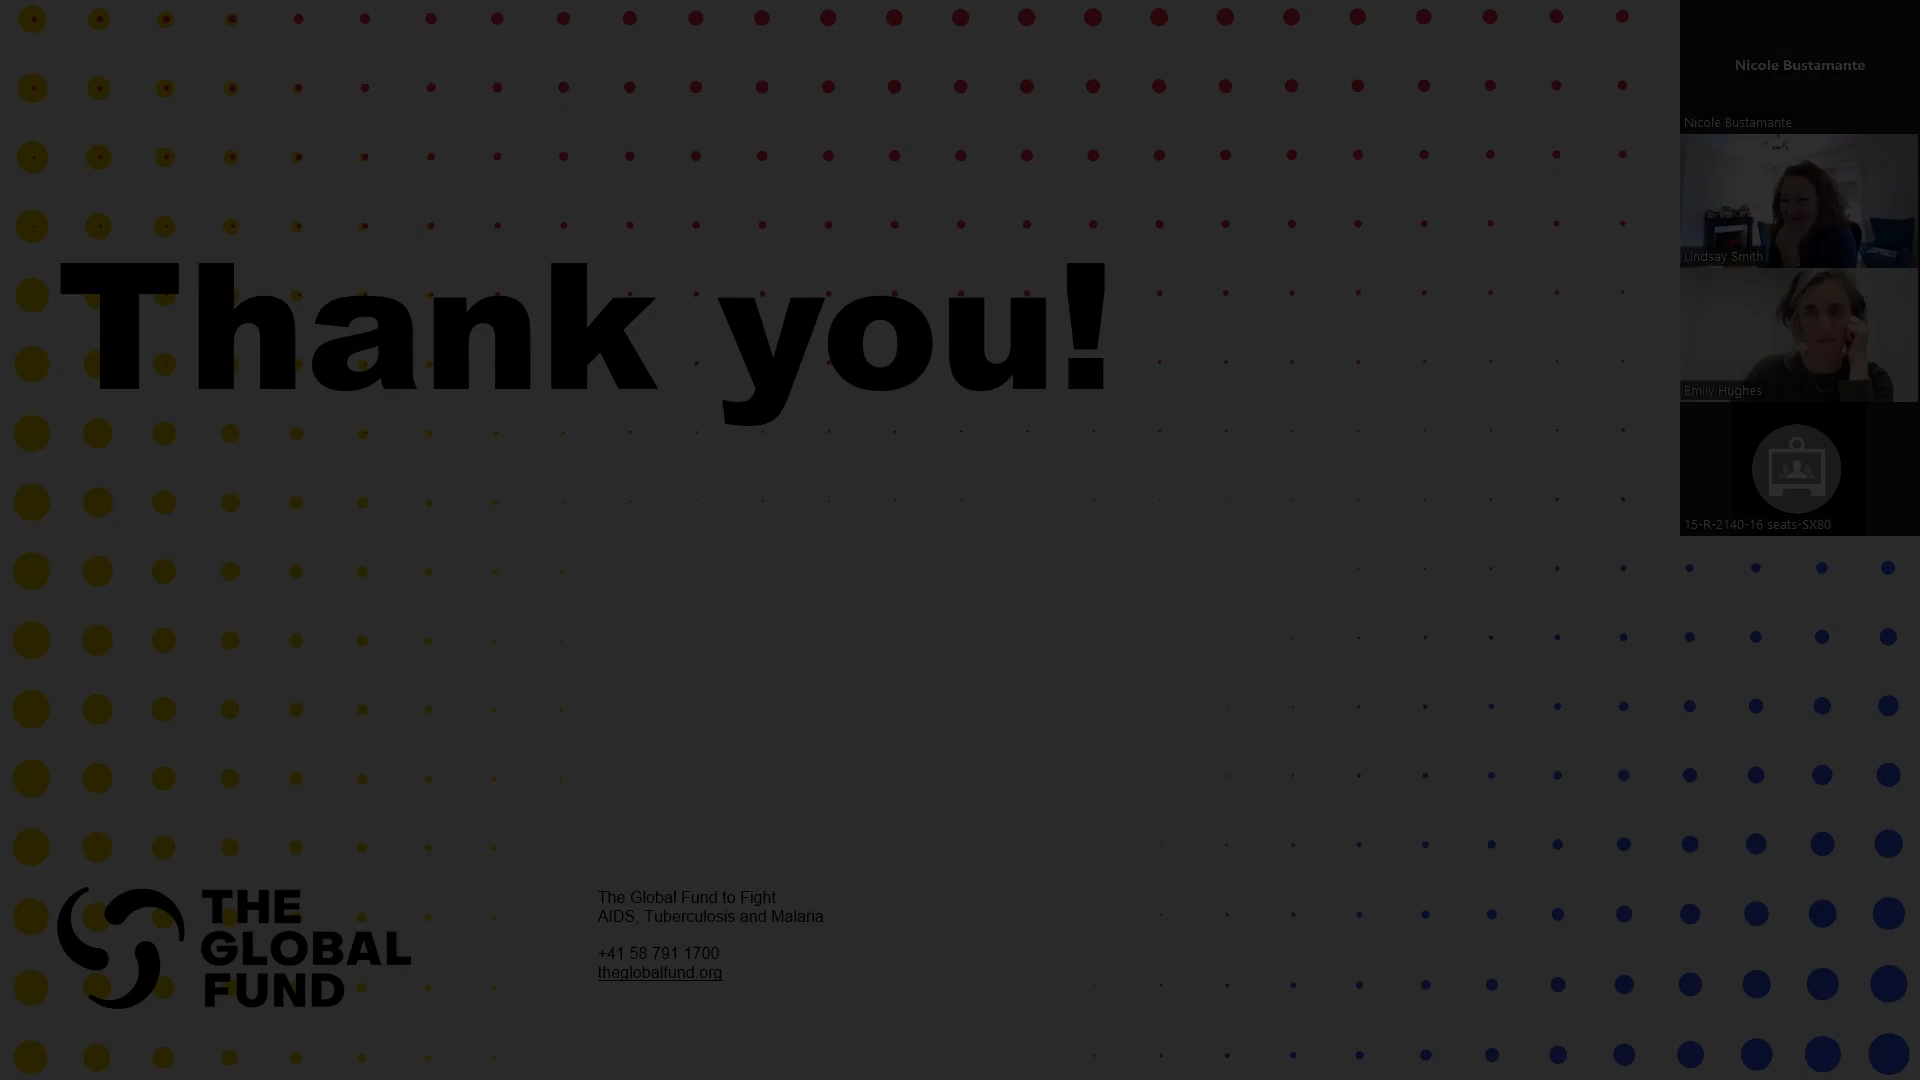 Nicole Bustamante
Nicole Bustamante
Lindsay Smith
Thank you!
Emily Hughes
15-R-2140-16 seats-SX80
THE
GLOBAL
FUND
The Global Fund to Fight
AIDS, Tuberculosis and Malaria
+41 58 791 1700
theglobalfund.org